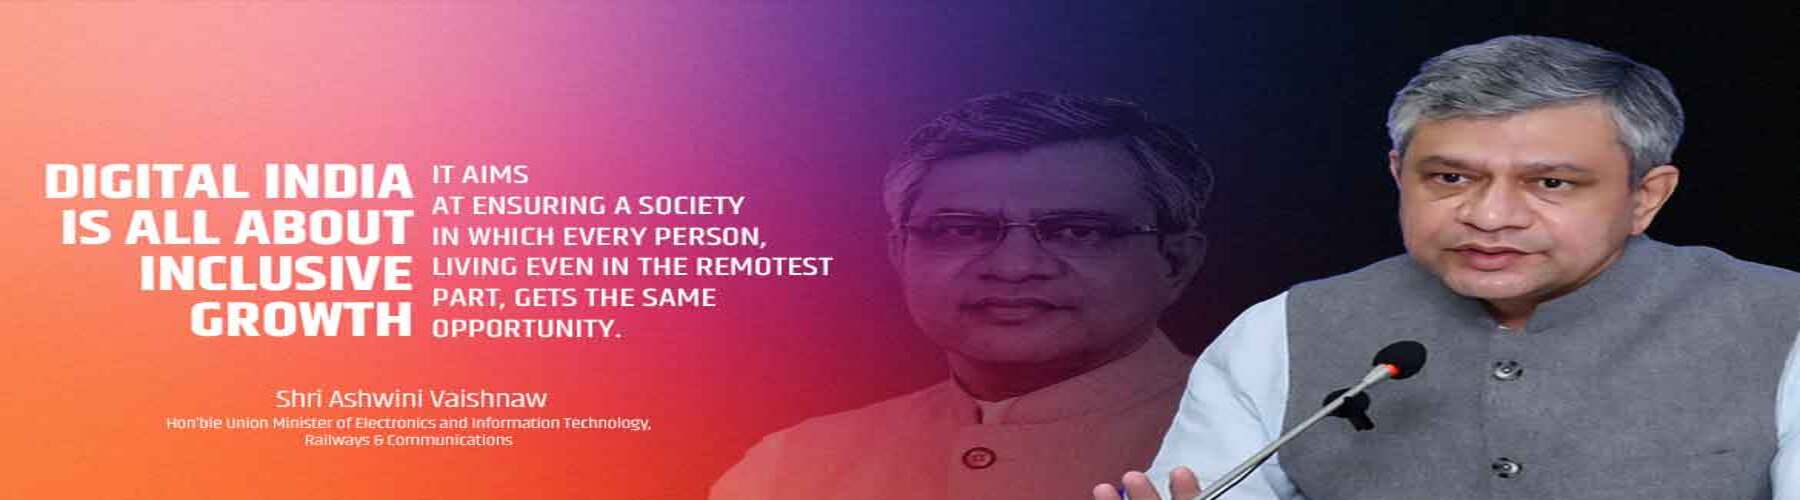 DIGITAL INDIA
IS ALL ABOUT
INCLUSIVE
GROWTH
IT AIMS
AT ENSURING A SOCIETY
IN WHICH EVERY PERSON,
LIVING EVEN IN THE REMOTEST
PART, GETS THE SAME
OPPORTUNITY.
Shri Ashwini Vaishnaw
Hon'ble Union Minister of Electronics and Information Technology,
Railways & Communications